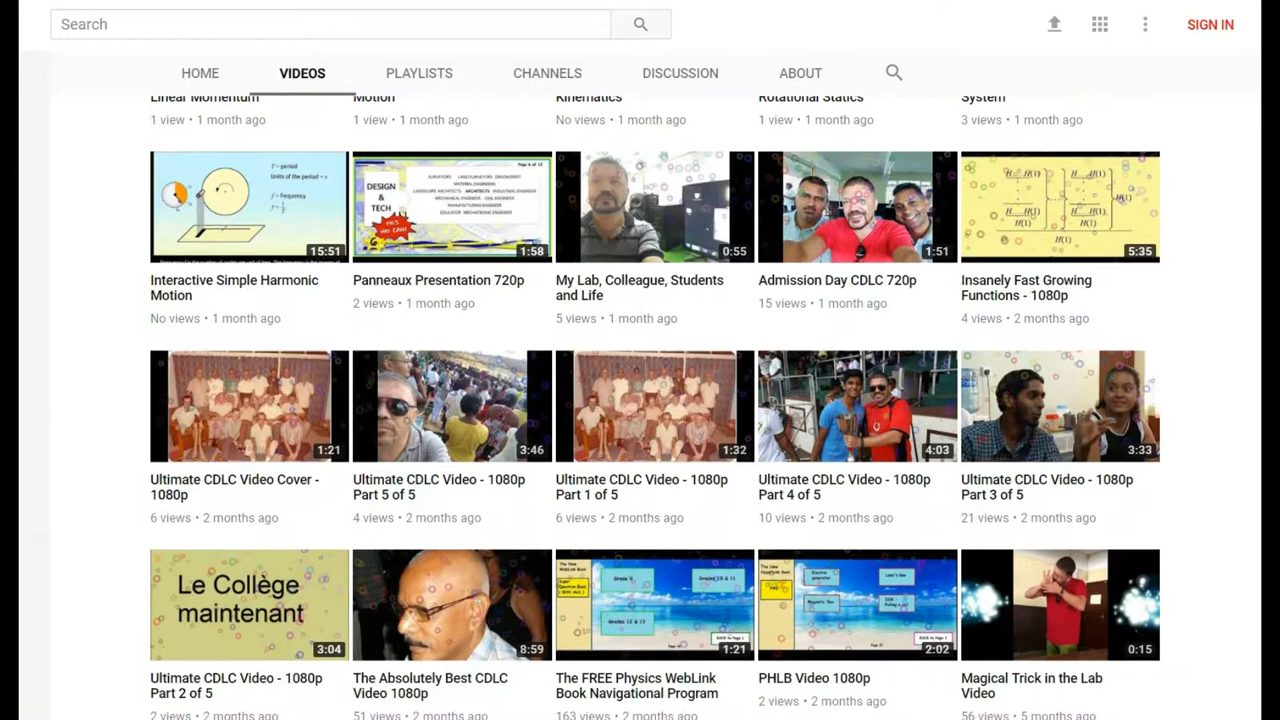 Search
SIGN IN
HOME VIDEOS PLAYLISTS CHANNELS DISCUSSION ABOUT
Linear Momentum Motion Kinematics Rotational Statics System
1 view • 1 month ago 1 view • 1 month ago No views • 1 month ago 1 view • 1 month ago 3 views • 1 month ago
T = period
f = frequency
15:51
DESIGN
& 
TECH
YES
WE CAN!
Page 6 of 10
1:58
0:55
1:51
5:35
Interactive Simple Harmonic
Motion
No views • 1 month ago
Panneaux Presentation 720p
2 views • 1 month ago
My Lab, Colleague, Students
and Life
5 views • 1 month ago
Admission Day CDLC 720p
15 views • 1 month ago
Insanely Fast Growing
Functions - 1080p
4 views • 2 months ago
1:21
3:46
1:32
4:03
3:33
Ultimate CDLC Video Cover -
1080p
6 views • 2 months ago
Ultimate CDLC Video - 1080p
Part 5 of 5
4 views • 2 months ago
Ultimate CDLC Video - 1080p
Part 1 of 5
6 views • 2 months ago
Ultimate CDLC Video - 1080p
Part 4 of 5
10 views • 2 months ago
Ultimate CDLC Video - 1080p
Part 3 of 5
21 views • 2 months ago
Le Collège
maintenant
3:04
8:59
1:21
2:02
0:15
Ultimate CDLC Video - 1080p
Part 2 of 5
2 views • 2 months ago
The Absolutely Best CDLC
Video 1080p
51 views • 2 months ago
The FREE Physics WebLink
Book Navigational Program
163 views • 2 months ago
PHLB Video 1080p
2 views • 2 months ago
Magical Trick in the Lab
Video
56 views • 5 months ago